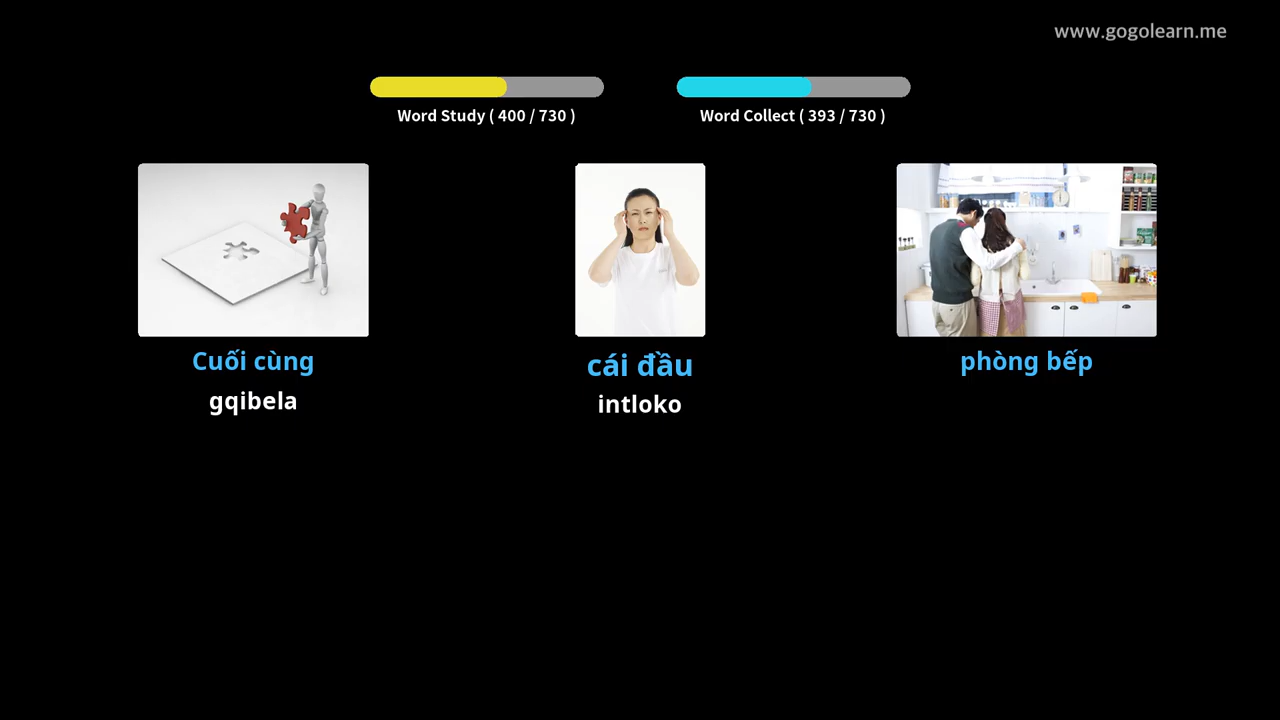 www.gogolearn.me
Word Study ( 400 / 730 )
Word Collect ( 393 / 730 )
Cuối cùng
gqibela
cái đầu
intloko
phòng bếp